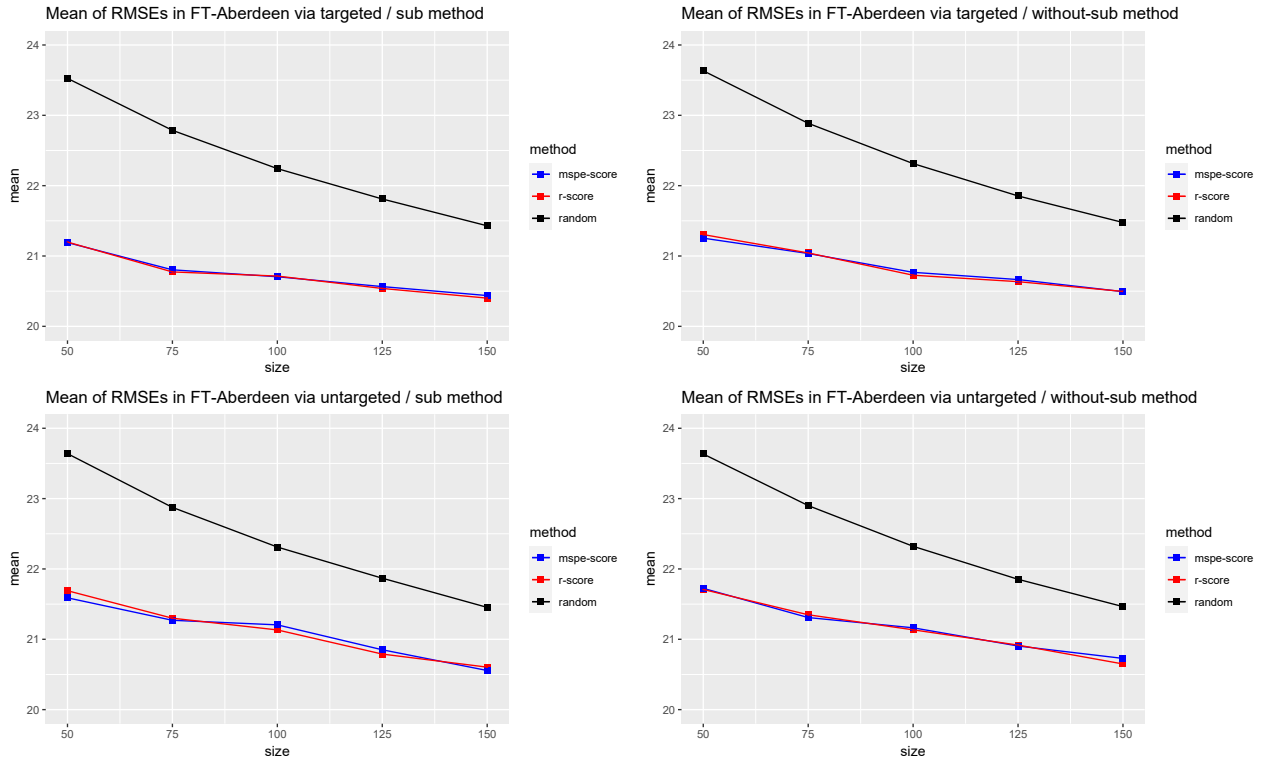 Mean of RMSEs in FT-Aberdeen via targeted / sub method
24
23
22
21
20
mean
50 75 100 125 150
size
method
mspe-score
r-score
random
Mean of RMSEs in FT-Aberdeen via targeted / without-sub method
24
23
22
21
20
mean
50 75 100 125 150
size
method
mspe-score
r-score
random
Mean of RMSEs in FT-Aberdeen via untargeted / sub method
24
23
22
21
20
mean
50 75 100 125 150
size
method
mspe-score
r-score
random
Mean of RMSEs in FT-Aberdeen via untargeted / without-sub method
24
23
22
21
20
mean
50 75 100 125 150
size
method
mspe-score
r-score
random